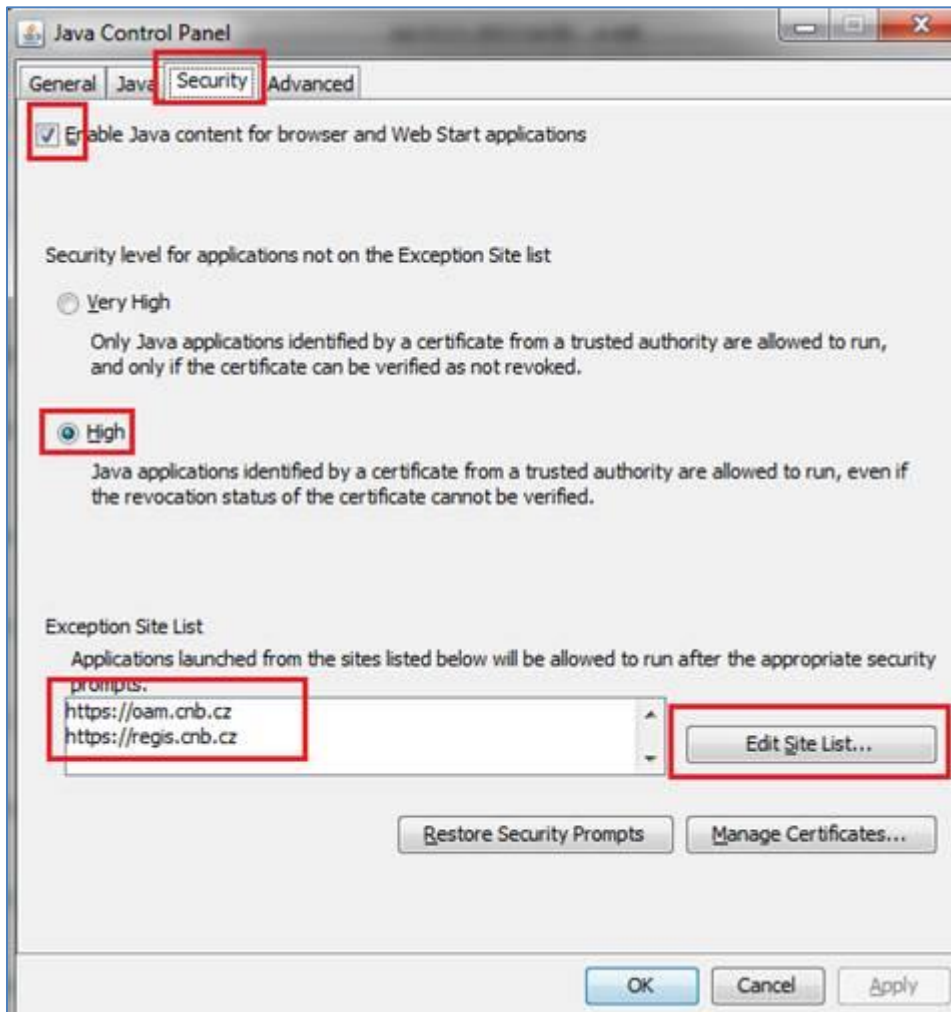 Java Control Panel
General Java Security Advanced
Enable Java content for browser and Web Start applications
Security level for applications not on the Exception Site list
Very High
Only Java applications identified by a certificate from a trusted authority are allowed to run,
and only if the certificate can be verified as not revoked.
High
Java applications identified by a certificate from a trusted authority are allowed to run, even if
the revocation status of the certificate cannot be verified.
Exception Site List
Applications launched from the sites listed below will be allowed to run after the appropriate security
prompts.
https://oam.cnb.cz
https://regis.cnb.cz
Edit Site List...
Restore Security Prompts Manage Certificates...
OK Cancel Apply